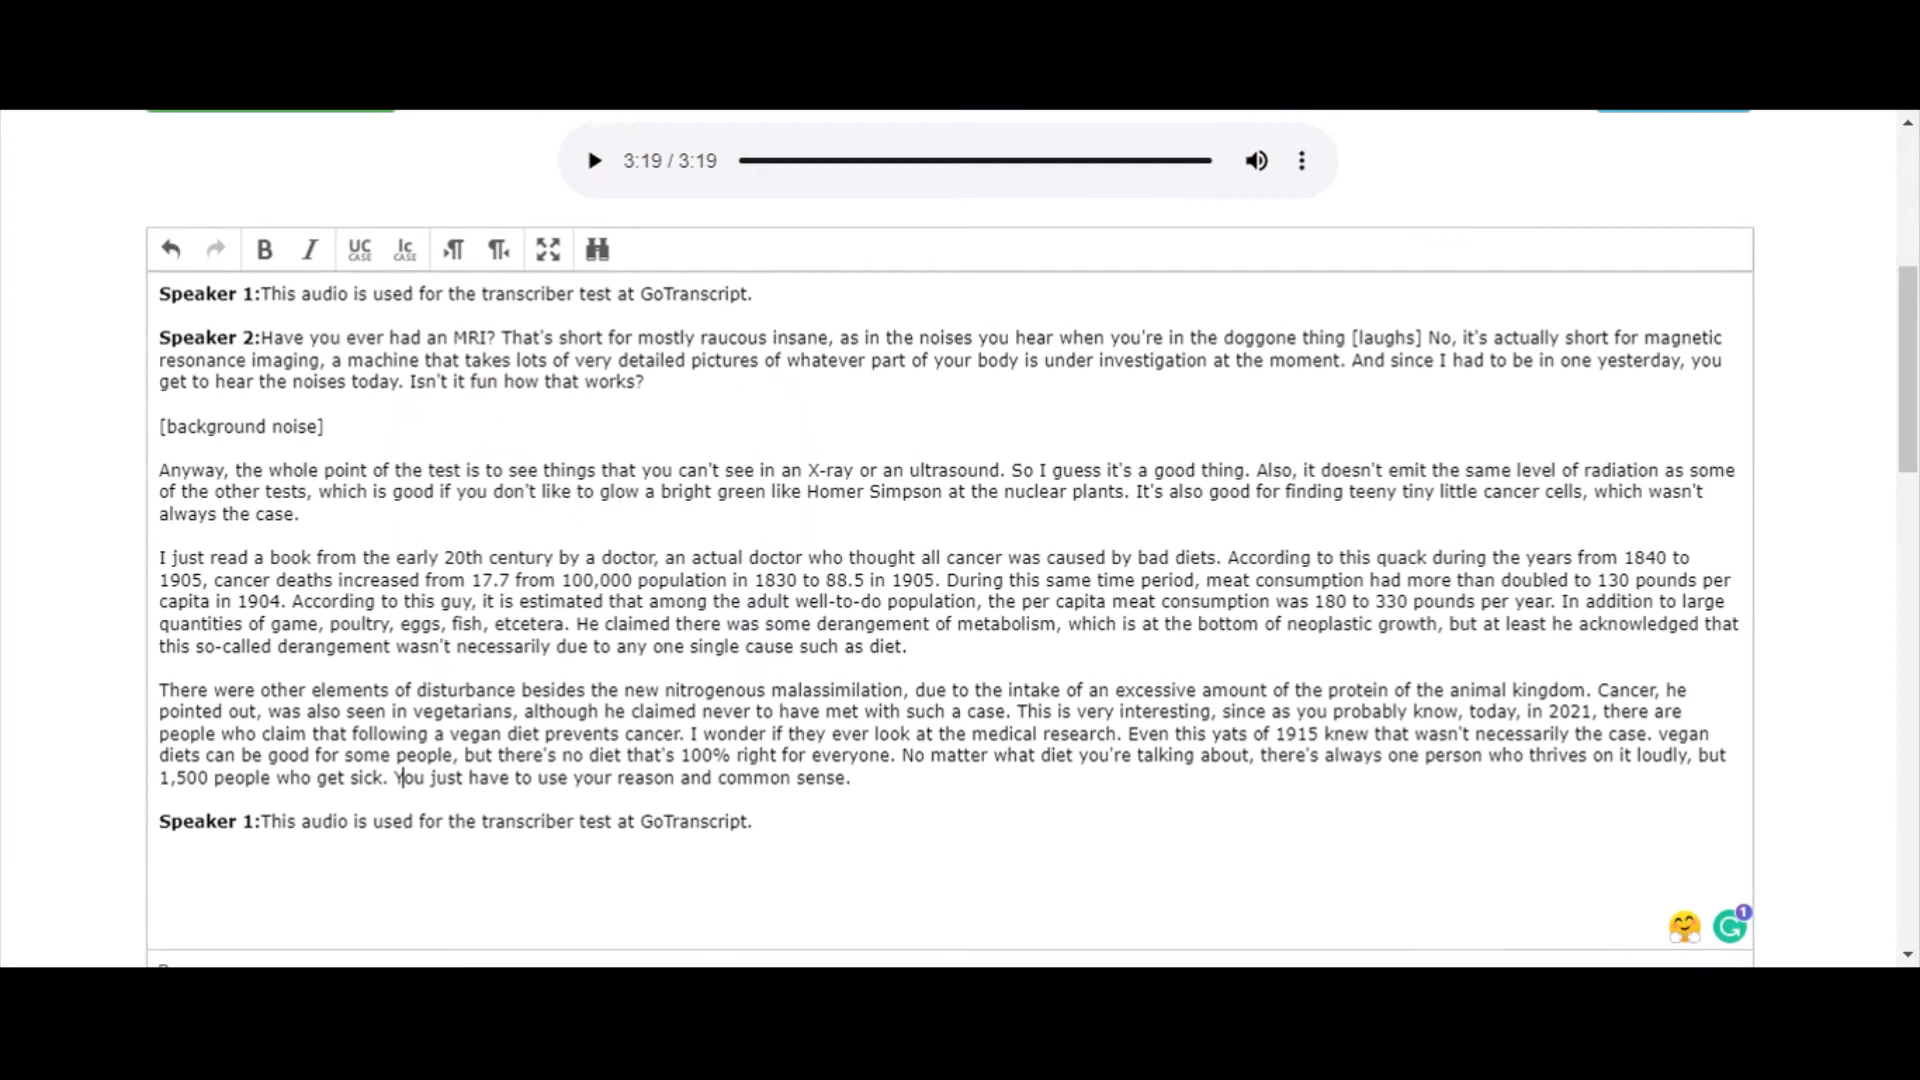 3:19 / 3:19
B I UC CASE lc CASE
Speaker 1:This audio is used for the transcriber test at GoTranscript.
Speaker 2:Have you ever had an MRI? That's short for mostly raucous insane, as in the noises you hear when you're in the doggone thing [laughs] No, it's actually short for magnetic
resonance imaging, a machine that takes lots of very detailed pictures of whatever part of your body is under investigation at the moment. And since I had to be in one yesterday, you
get to hear the noises today. Isn't it fun how that works?
[background noise]
Anyway, the whole point of the test is to see things that you can't see in an X-ray or an ultrasound. So I guess it's a good thing. Also, it doesn't emit the same level of radiation as some
of the other tests, which is good if you don't like to glow a bright green like Homer Simpson at the nuclear plants. It's also good for finding teeny tiny little cancer cells, which wasn't
always the case.
I just read a book from the early 20th century by a doctor, an actual doctor who thought all cancer was caused by bad diets. According to this quack during the years from 1840 to
1905, cancer deaths increased from 17.7 from 100,000 population in 1830 to 88.5 in 1905. During this same time period, meat consumption had more than doubled to 130 pounds per
capita in 1904. According to this guy, it is estimated that among the adult well-to-do population, the per capita meat consumption was 180 to 330 pounds per year. In addition to large
quantities of game, poultry, eggs, fish, etcetera. He claimed there was some derangement of metabolism, which is at the bottom of neoplastic growth, but at least he acknowledged that
this so-called derangement wasn't necessarily due to any one single cause such as diet.
There were other elements of disturbance besides the new nitrogenous malassimilation, due to the intake of an excessive amount of the protein of the animal kingdom. Cancer, he
pointed out, was also seen in vegetarians, although he claimed never to have met with such a case. This is very interesting, since as you probably know, today, in 2021, there are
people who claim that following a vegan diet prevents cancer. I wonder if they ever look at the medical research. Even this yats of 1915 knew that wasn't necessarily the case. vegan
diets can be good for some people, but there's no diet that's 100% right for everyone. No matter what diet you're talking about, there's always one person who thrives on it loudly, but
1,500 people who get sick. You just have to use your reason and common sense.
Speaker 1:This audio is used for the transcriber test at GoTranscript.
1